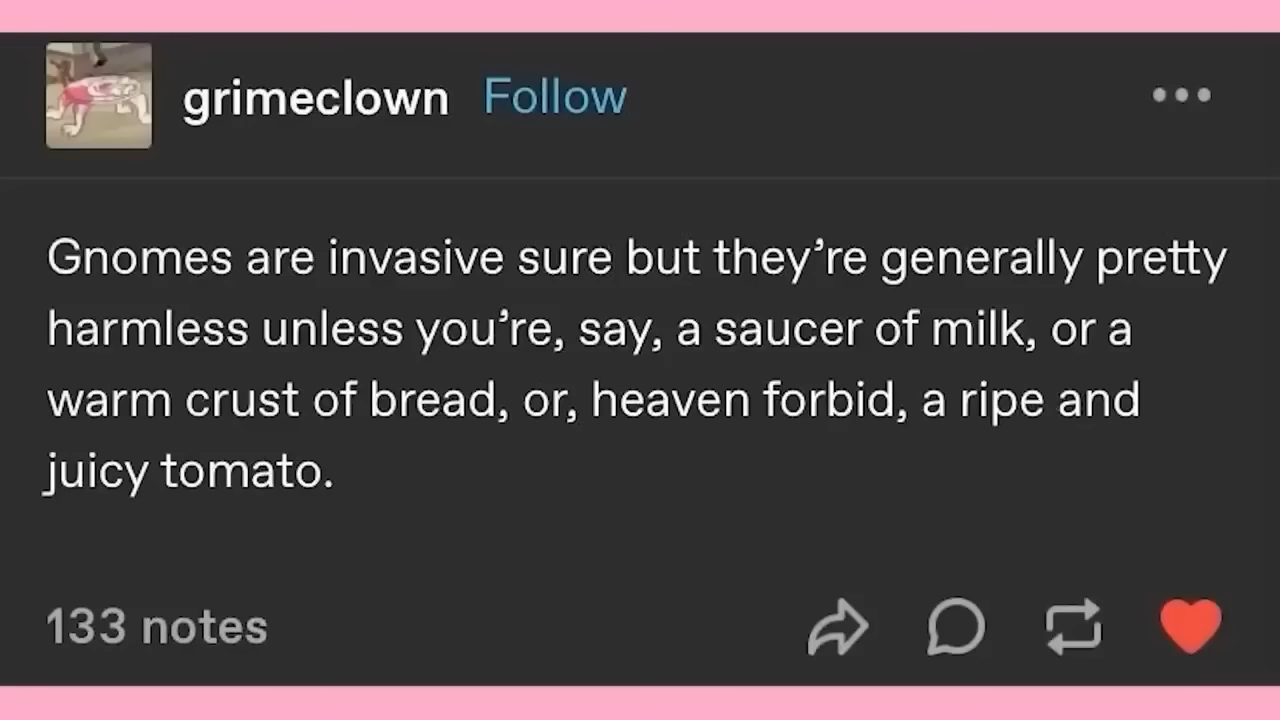 grimeclown Follow
Gnomes are invasive sure but they’re generally pretty
harmless unless you’re, say, a saucer of milk, or a
warm crust of bread, or, heaven forbid, a ripe and
juicy tomato.
133 notes